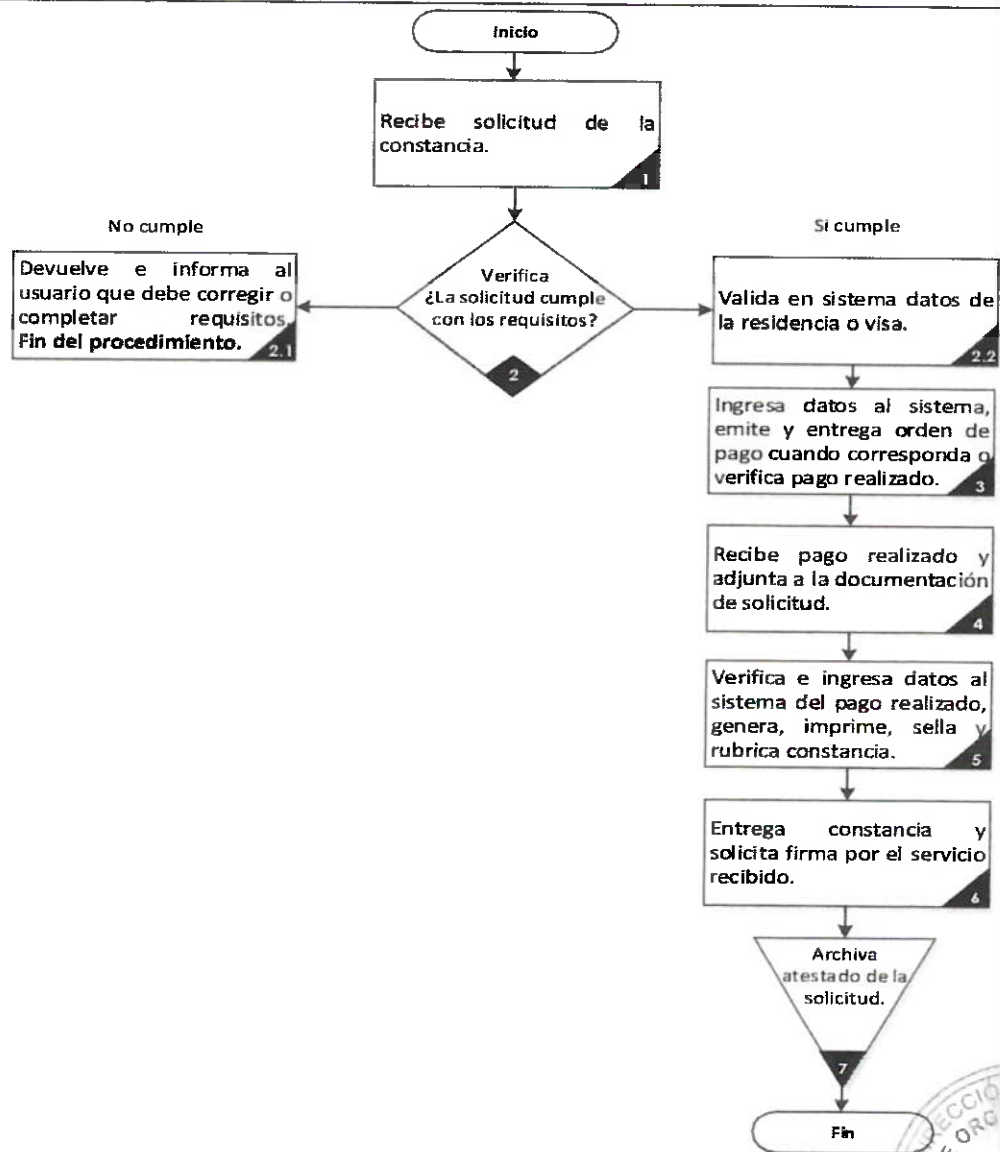 Inicio
Recibe solicitud de la
constancia.
1
No cumple
Si cumple
Devuelve e informa al
usuario que debe corregir o
completar requisitos.
Fin del procedimiento.
2.1
Verifica
¿La solicitud cumple
con los requisitos?
2
Valida en sistema datos de
la residencia o visa.
2.2
Ingresa datos al sistema,
emite y entrega orden de
pago cuando corresponda o
verifica pago realizado.
3
Recibe pago realizado y
adjunta a la documentación
de solicitud.
4
Verifica e ingresa datos al
sistema del pago realizado,
genera, imprime, sella y
rubrica constancia.
5
Entrega constancia y
solicita firma por el servicio
recibido.
6
Archiva
atestado de la
solicitud.
7
Fin